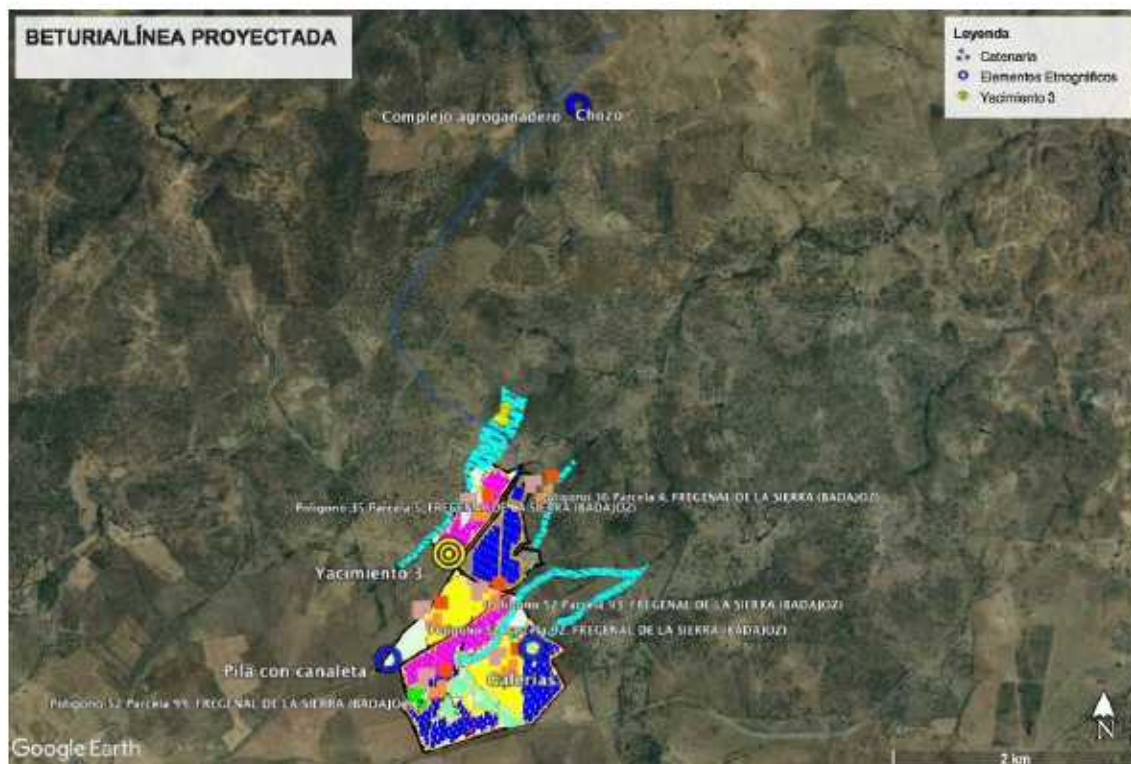 BETURIA/LÍNEA PROYECTADA
Leyenda
Catenaria
Elementos Etnográficos
Yacimiento 3
Complejo agroganadero
Chozo
Polígono 36 Parcela 4, FREGENAL DE LA SIERRA (BADAJOZ)
Polígono 35 Parcela 5, FREGENAL DE LA SIERRA (BADAJOZ)
Yacimiento 3
Polígono 52 Parcela 93, FREGENAL DE LA SIERRA (BADAJOZ)
Parcela 92, FREGENAL DE LA SIERRA (BADAJOZ)
Pila con canaleta
Galerías
Polígono 52 Parcela 99, FREGENAL DE LA SIERRA (BADAJOZ)
Google Earth
N
2 km